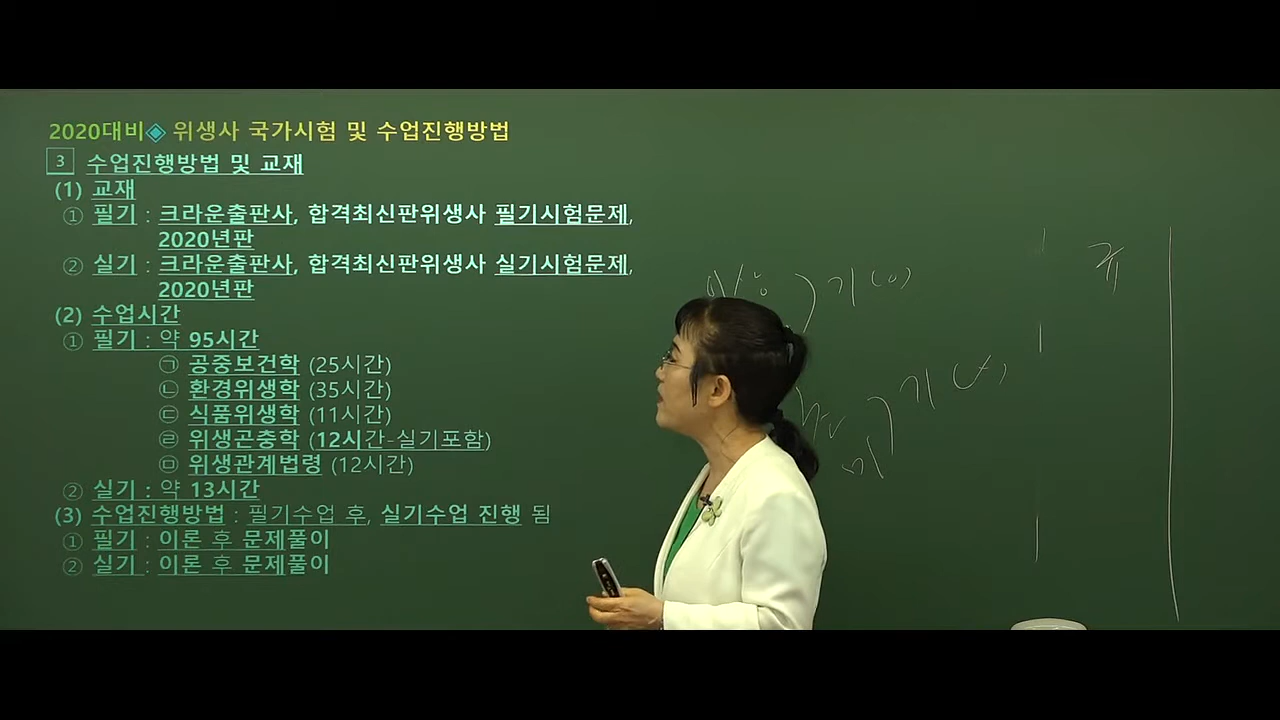 2020대비◈ 위생사 국가시험 및 수업진행방법
3 수업진행방법 및 교재
(1) 교재
① 필기 : 크라운출판사, 합격최신판위생사 필기시험문제,
2020년판
② 실기 : 크라운출판사, 합격최신판위생사 실기시험문제,
2020년판
(2) 수업시간
① 필기 : 약 95시간
㉠ 공중보건학 (25시간)
㉡ 환경위생학 (35시간)
㉢ 식품위생학 (11시간)
㉣ 위생곤충학 (12시간-실기포함)
㉤ 위생관계법령 (12시간)
② 실기 : 약 13시간
(3) 수업진행방법 : 필기수업 후, 실기수업 진행 됨
① 필기 : 이론 후 문제풀이
② 실기 : 이론 후 문제풀이